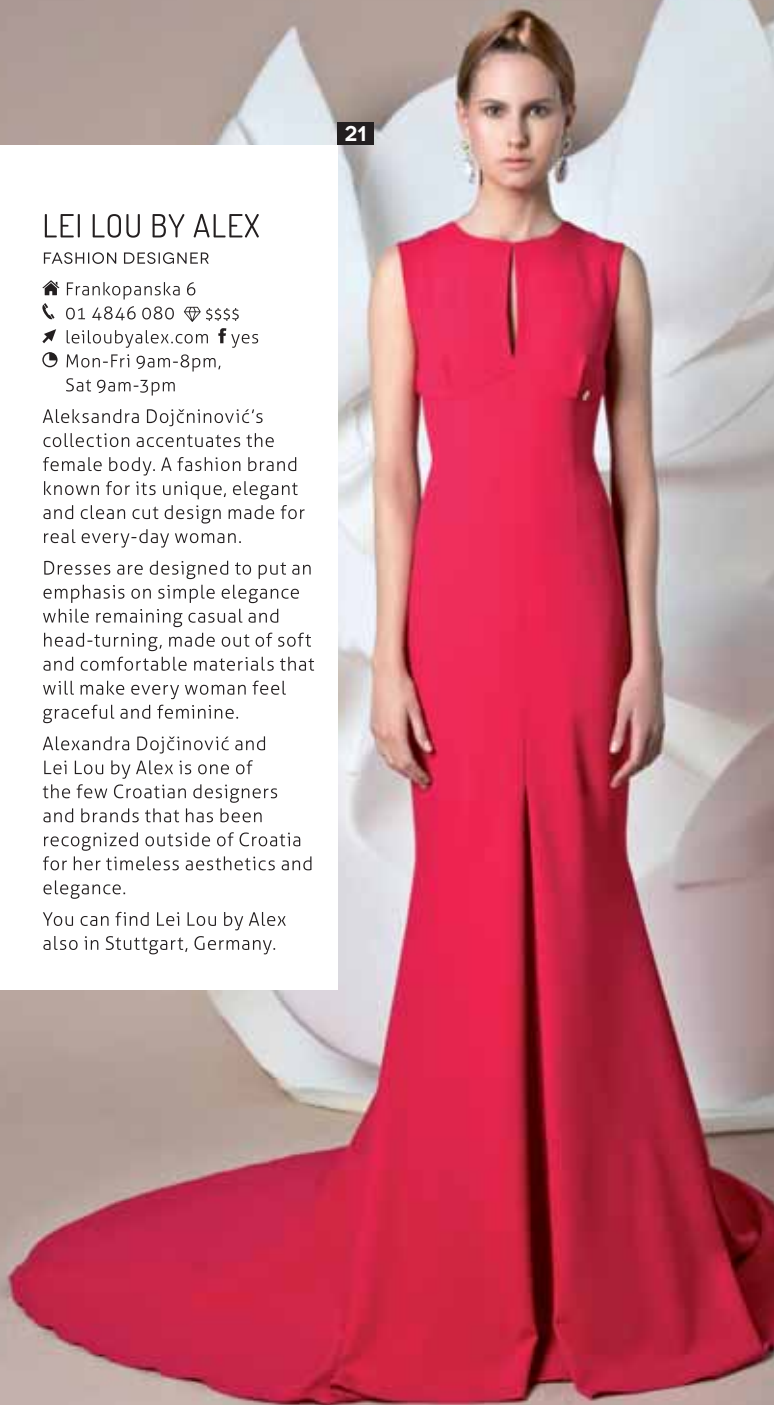 21
LEI LOU BY ALEX
FASHION DESIGNER
Frankopanska 6
01 4846 080 $$$$
leiloubyalex.com f yes
Mon-Fri 9am-8pm,
Sat 9am-3pm
Aleksandra Dojčninović's
collection accentuates the
female body. A fashion brand
known for its unique, elegant
and clean cut design made for
real every-day woman.
Dresses are designed to put an
emphasis on simple elegance
while remaining casual and
head-turning, made out of soft
and comfortable materials that
will make every woman feel
graceful and feminine.
Alexandra Dojčinović and
Lei Lou by Alex is one of
the few Croatian designers
and brands that has been
recognized outside of Croatia
for her timeless aesthetics and
elegance.
You can find Lei Lou by Alex
also in Stuttgart, Germany.